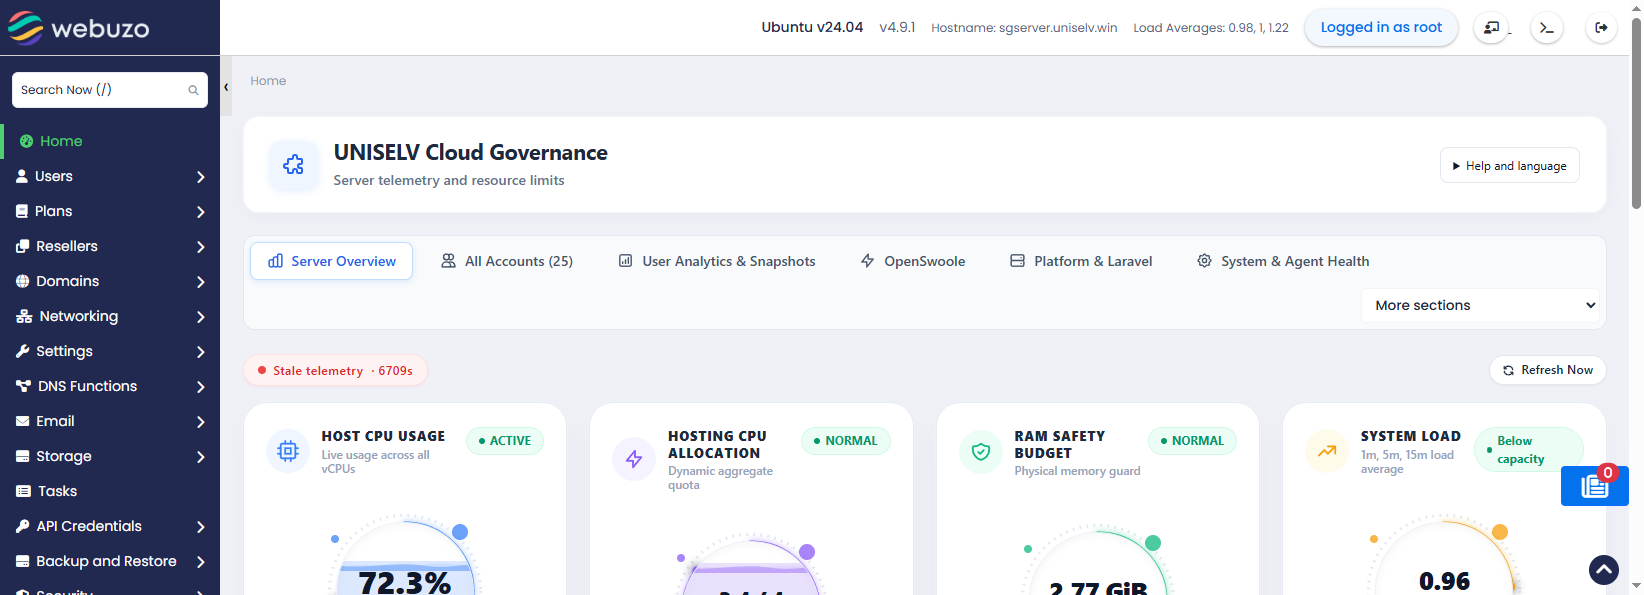 webuzo
Ubuntu v24.04 v4.9.1 Hostname: sgserver.uniselv.win Load Averages: 0.98, 1, 1.22 Logged in as root
Search Now (/)
Home
Home
Users
Plans
Resellers
Domains
Networking
Settings
DNS Functions
Email
Storage
Tasks
API Credentials
Backup and Restore
Security
UNISELV Cloud Governance
Server telemetry and resource limits
Help and language
Server Overview
All Accounts (25)
User Analytics & Snapshots
OpenSwoole
Platform & Laravel
System & Agent Health
More sections
Stale telemetry · 6709s
Refresh Now
HOST CPU USAGE
Live usage across all
vCPUs
ACTIVE
72.3%
HOSTING CPU
ALLOCATION
Dynamic aggregate
quota
NORMAL
RAM SAFETY
BUDGET
Physical memory guard
NORMAL
2.77 GiB
SYSTEM LOAD
1m, 5m, 15m load
average
Below
capacity
0.96
0